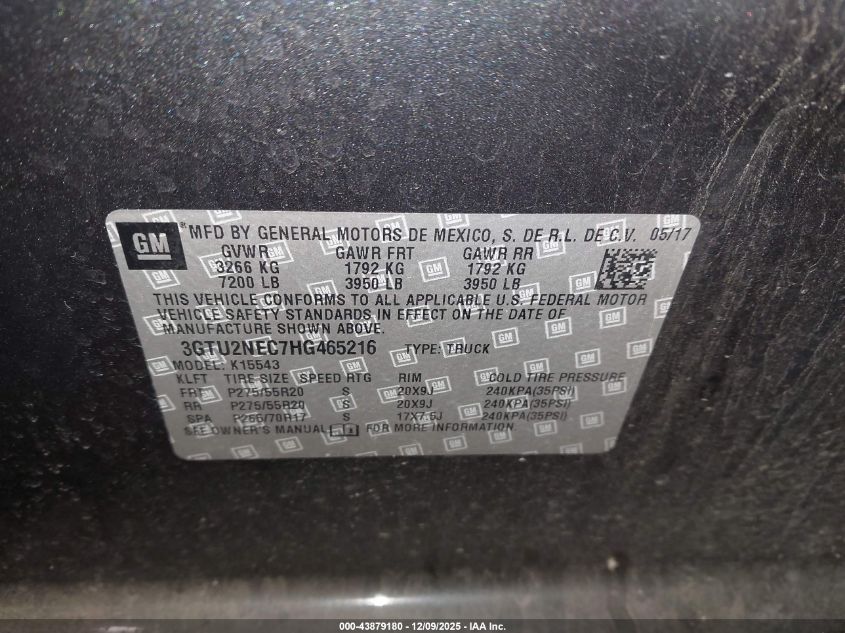 GM ® MFD BY GENERAL MOTORS DE MEXICO, S. DE R.L. DE C.V. 05/17
GVWR GAWR FRT GAWR RR
3266 KG 1792 KG 1792 KG
7200 LB 3950 LB 3950 LB
THIS VEHICLE CONFORMS TO ALL APPLICABLE U.S. FEDERAL MOTOR
VEHICLE SAFETY STANDARDS IN EFFECT ON THE DATE OF
MANUFACTURE SHOWN ABOVE.
3GTU2NEC7HG465216 TYPE: TRUCK
MODEL: K15543
KLFT TIRE SIZE SPEED RTG RIM COLD TIRE PRESSURE
FRT P275/55R20 S 20X9J 240KPA(35PSI)
RR P275/55R20 S 20X9J 240KPA(35PSI)
SPA P265/70R17 S 17X7.5J 240KPA(35PSI)
SEE OWNER'S MANUAL FOR MORE INFORMATION.
000-43879180 - 12/09/2025 - IAA Inc.